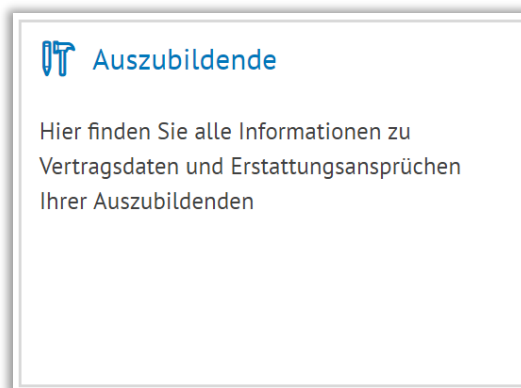 Auszubildende
Hier finden Sie alle Informationen zu
Vertragsdaten und Erstattungsansprüchen
Ihrer Auszubildenden